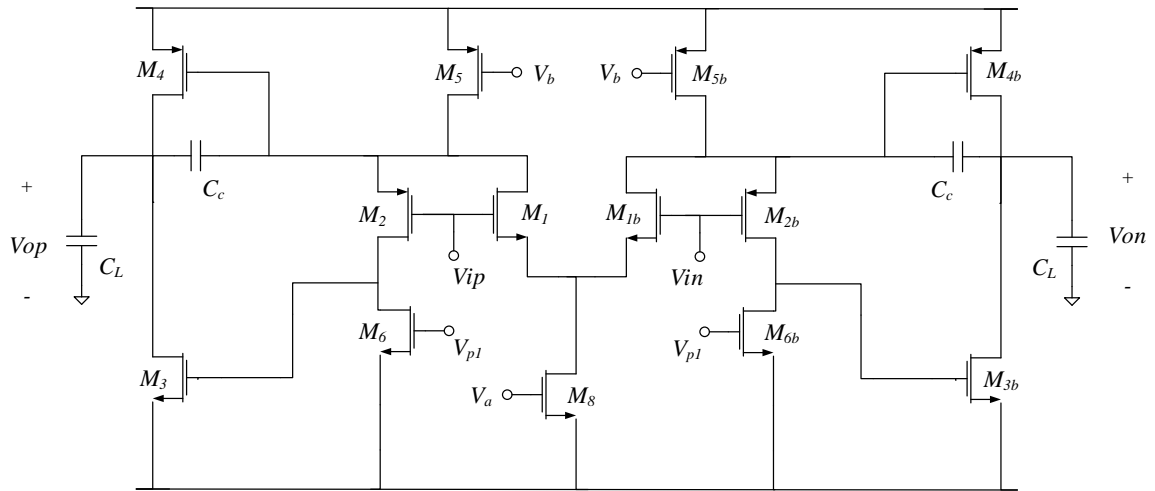 M4
M5
Vb
Vb
M5b
M4b
+
Cc
Cc
+
M2
M1
M1b
M2b
Vop
CL
Vip
Vin
CL
Von
-
-
M6
Vp1
Vp1
M6b
M3
Va
M8
M3b